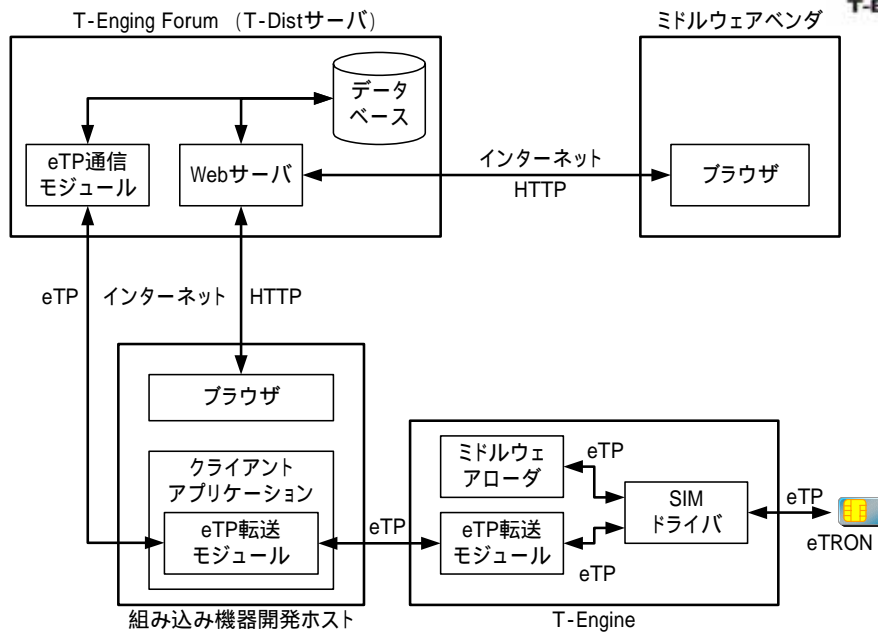 T-Enging Forum （T-Distサーバ）
ミドルウェアベンダ
データ
ベース
eTP通信
モジュール
Webサーバ
インターネット
HTTP
ブラウザ
eTP
インターネット
HTTP
ブラウザ
クライアント
アプリケーション
eTP転送
モジュール
eTP
ミドルウェ
アローダ
eTP
eTP転送
モジュール
eTP
SIM
ドライバ
eTP
eTRON
組み込み機器開発ホスト
T-Engine